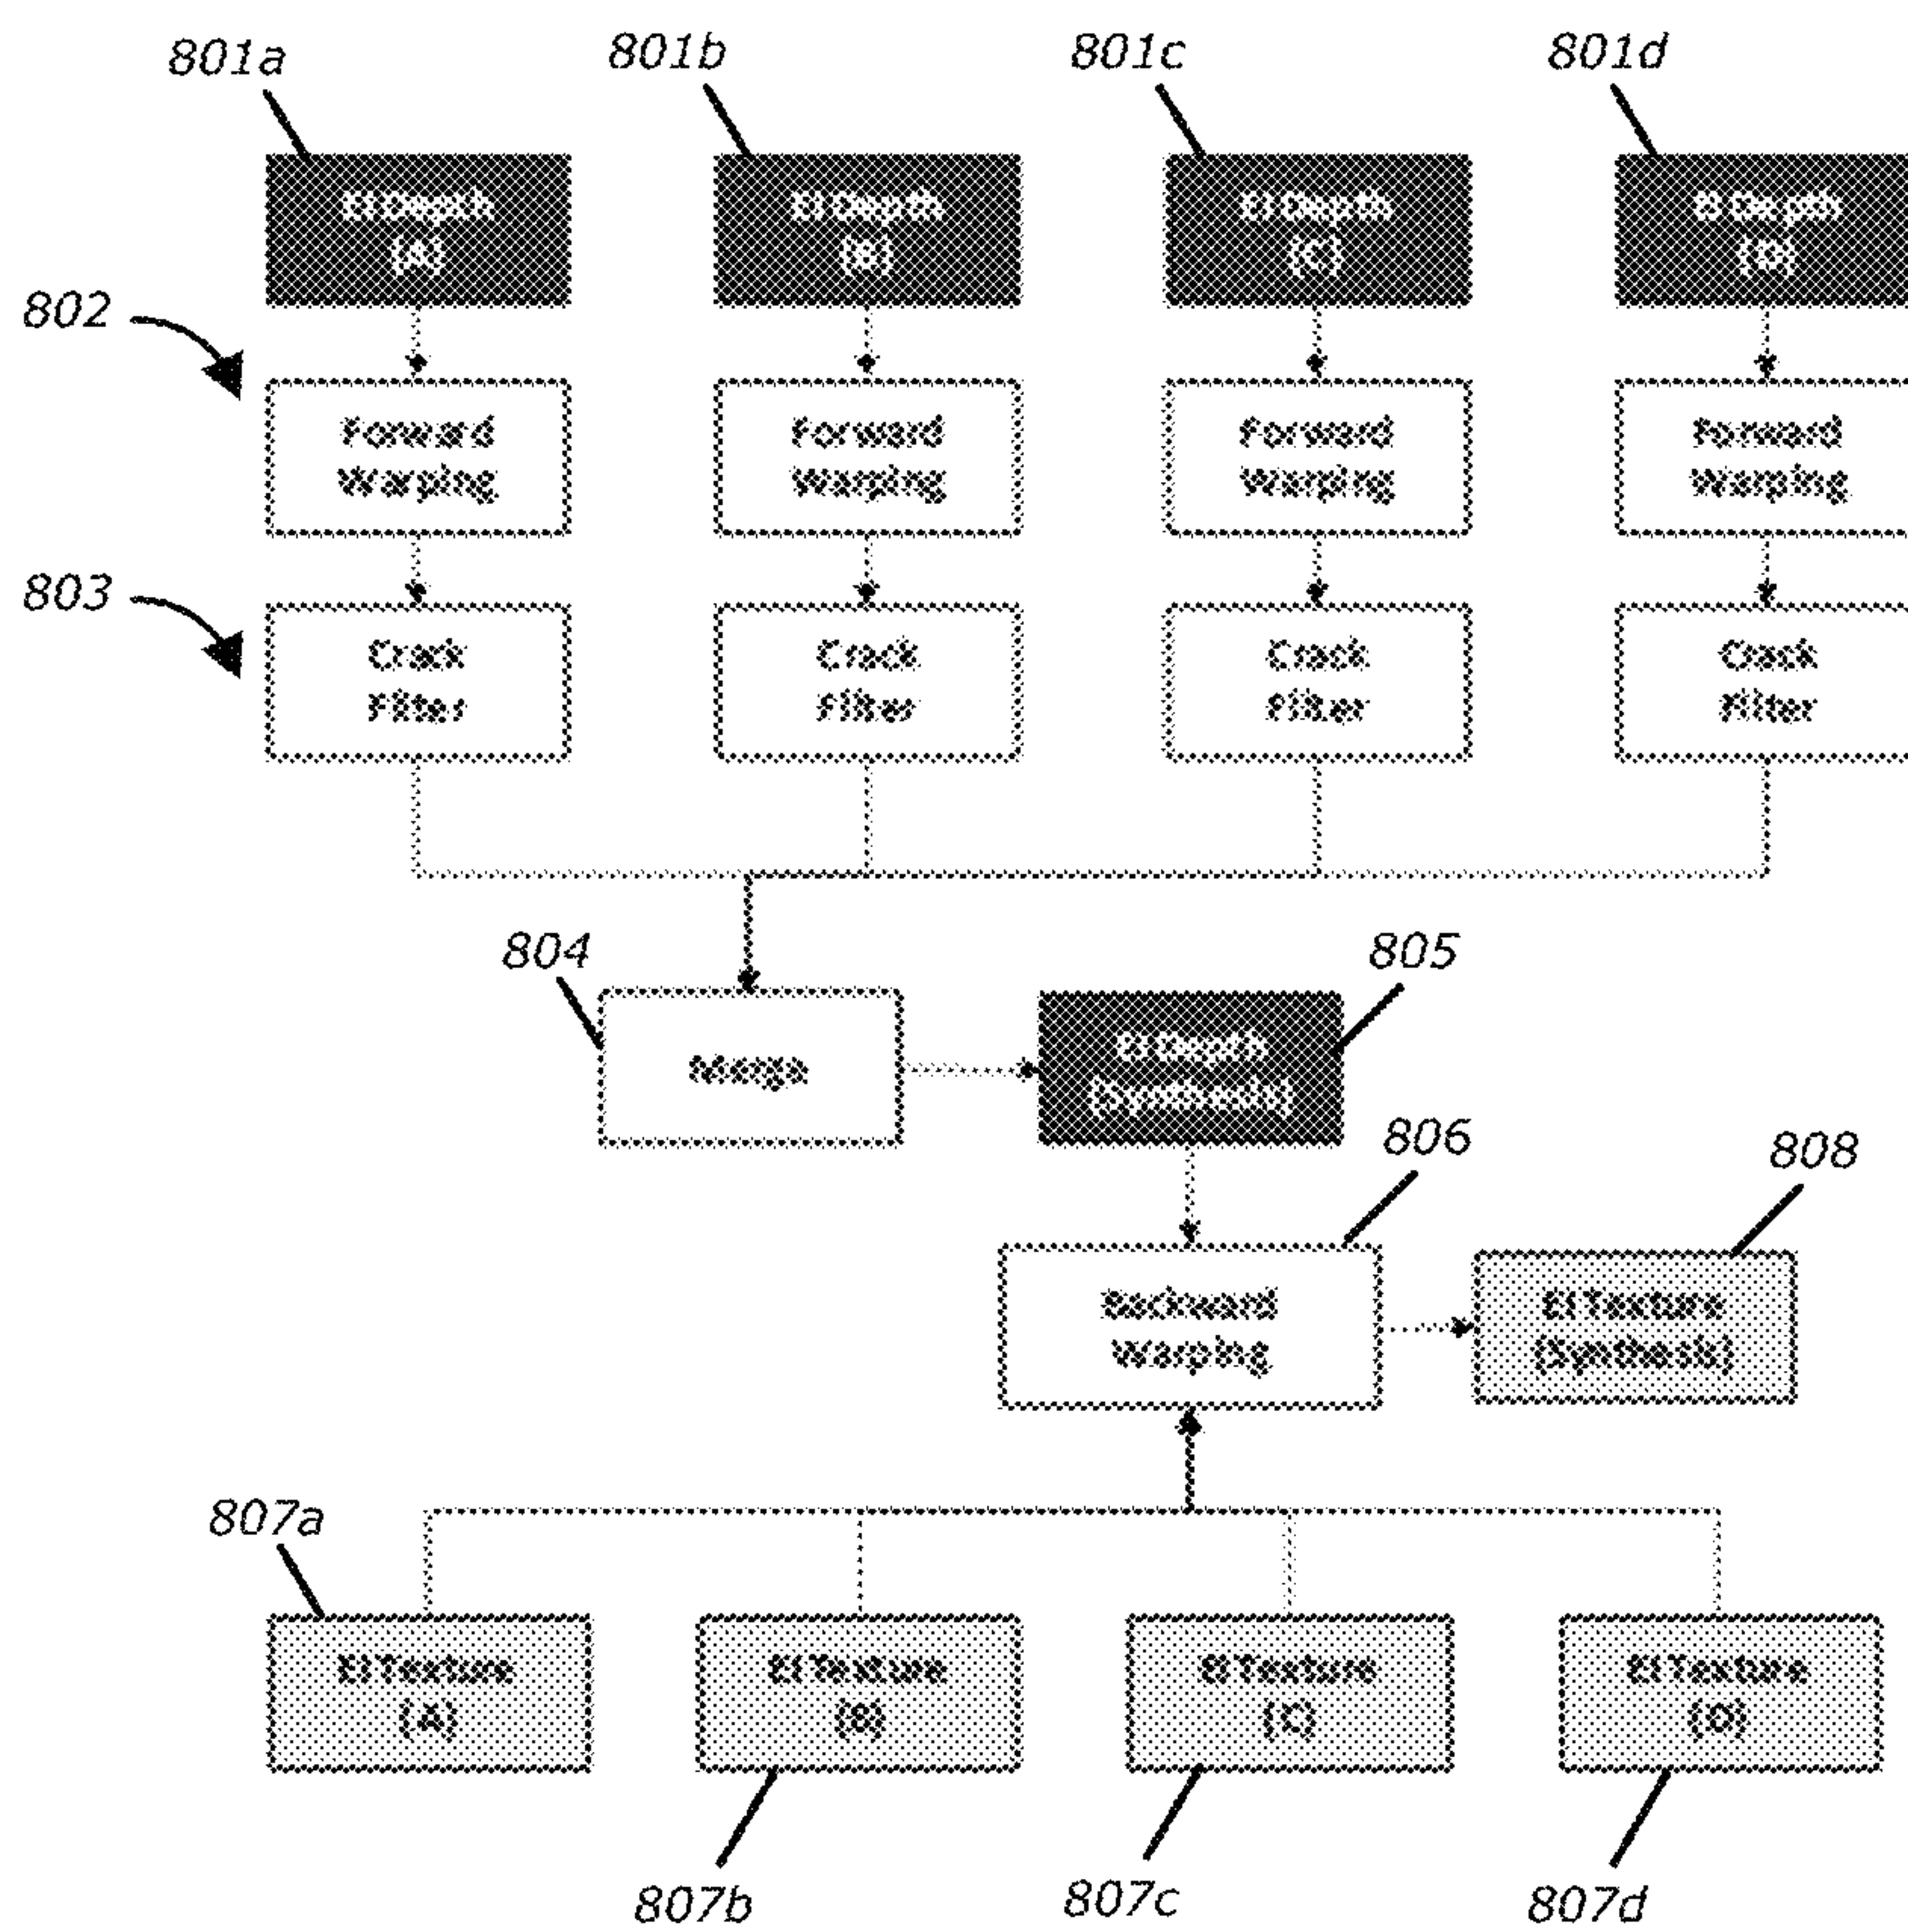 801a 801b 801c 801d
EI Depth EI Depth EI Depth EI Depth
(A) (B) (C) (D)
802
Forward Forward Forward Forward
Warping Warping Warping Warping
803
Crack Crack Crack Crack
Filter Filter Filter Filter
804 805
Merge
EI Depth
(Synthesis)
806 808
Backward
Warping
EI Texture
(Synthesis)
807a
EI Texture EI Texture EI Texture EI Texture
(A) (B) (C) (D)
807b 807c 807d